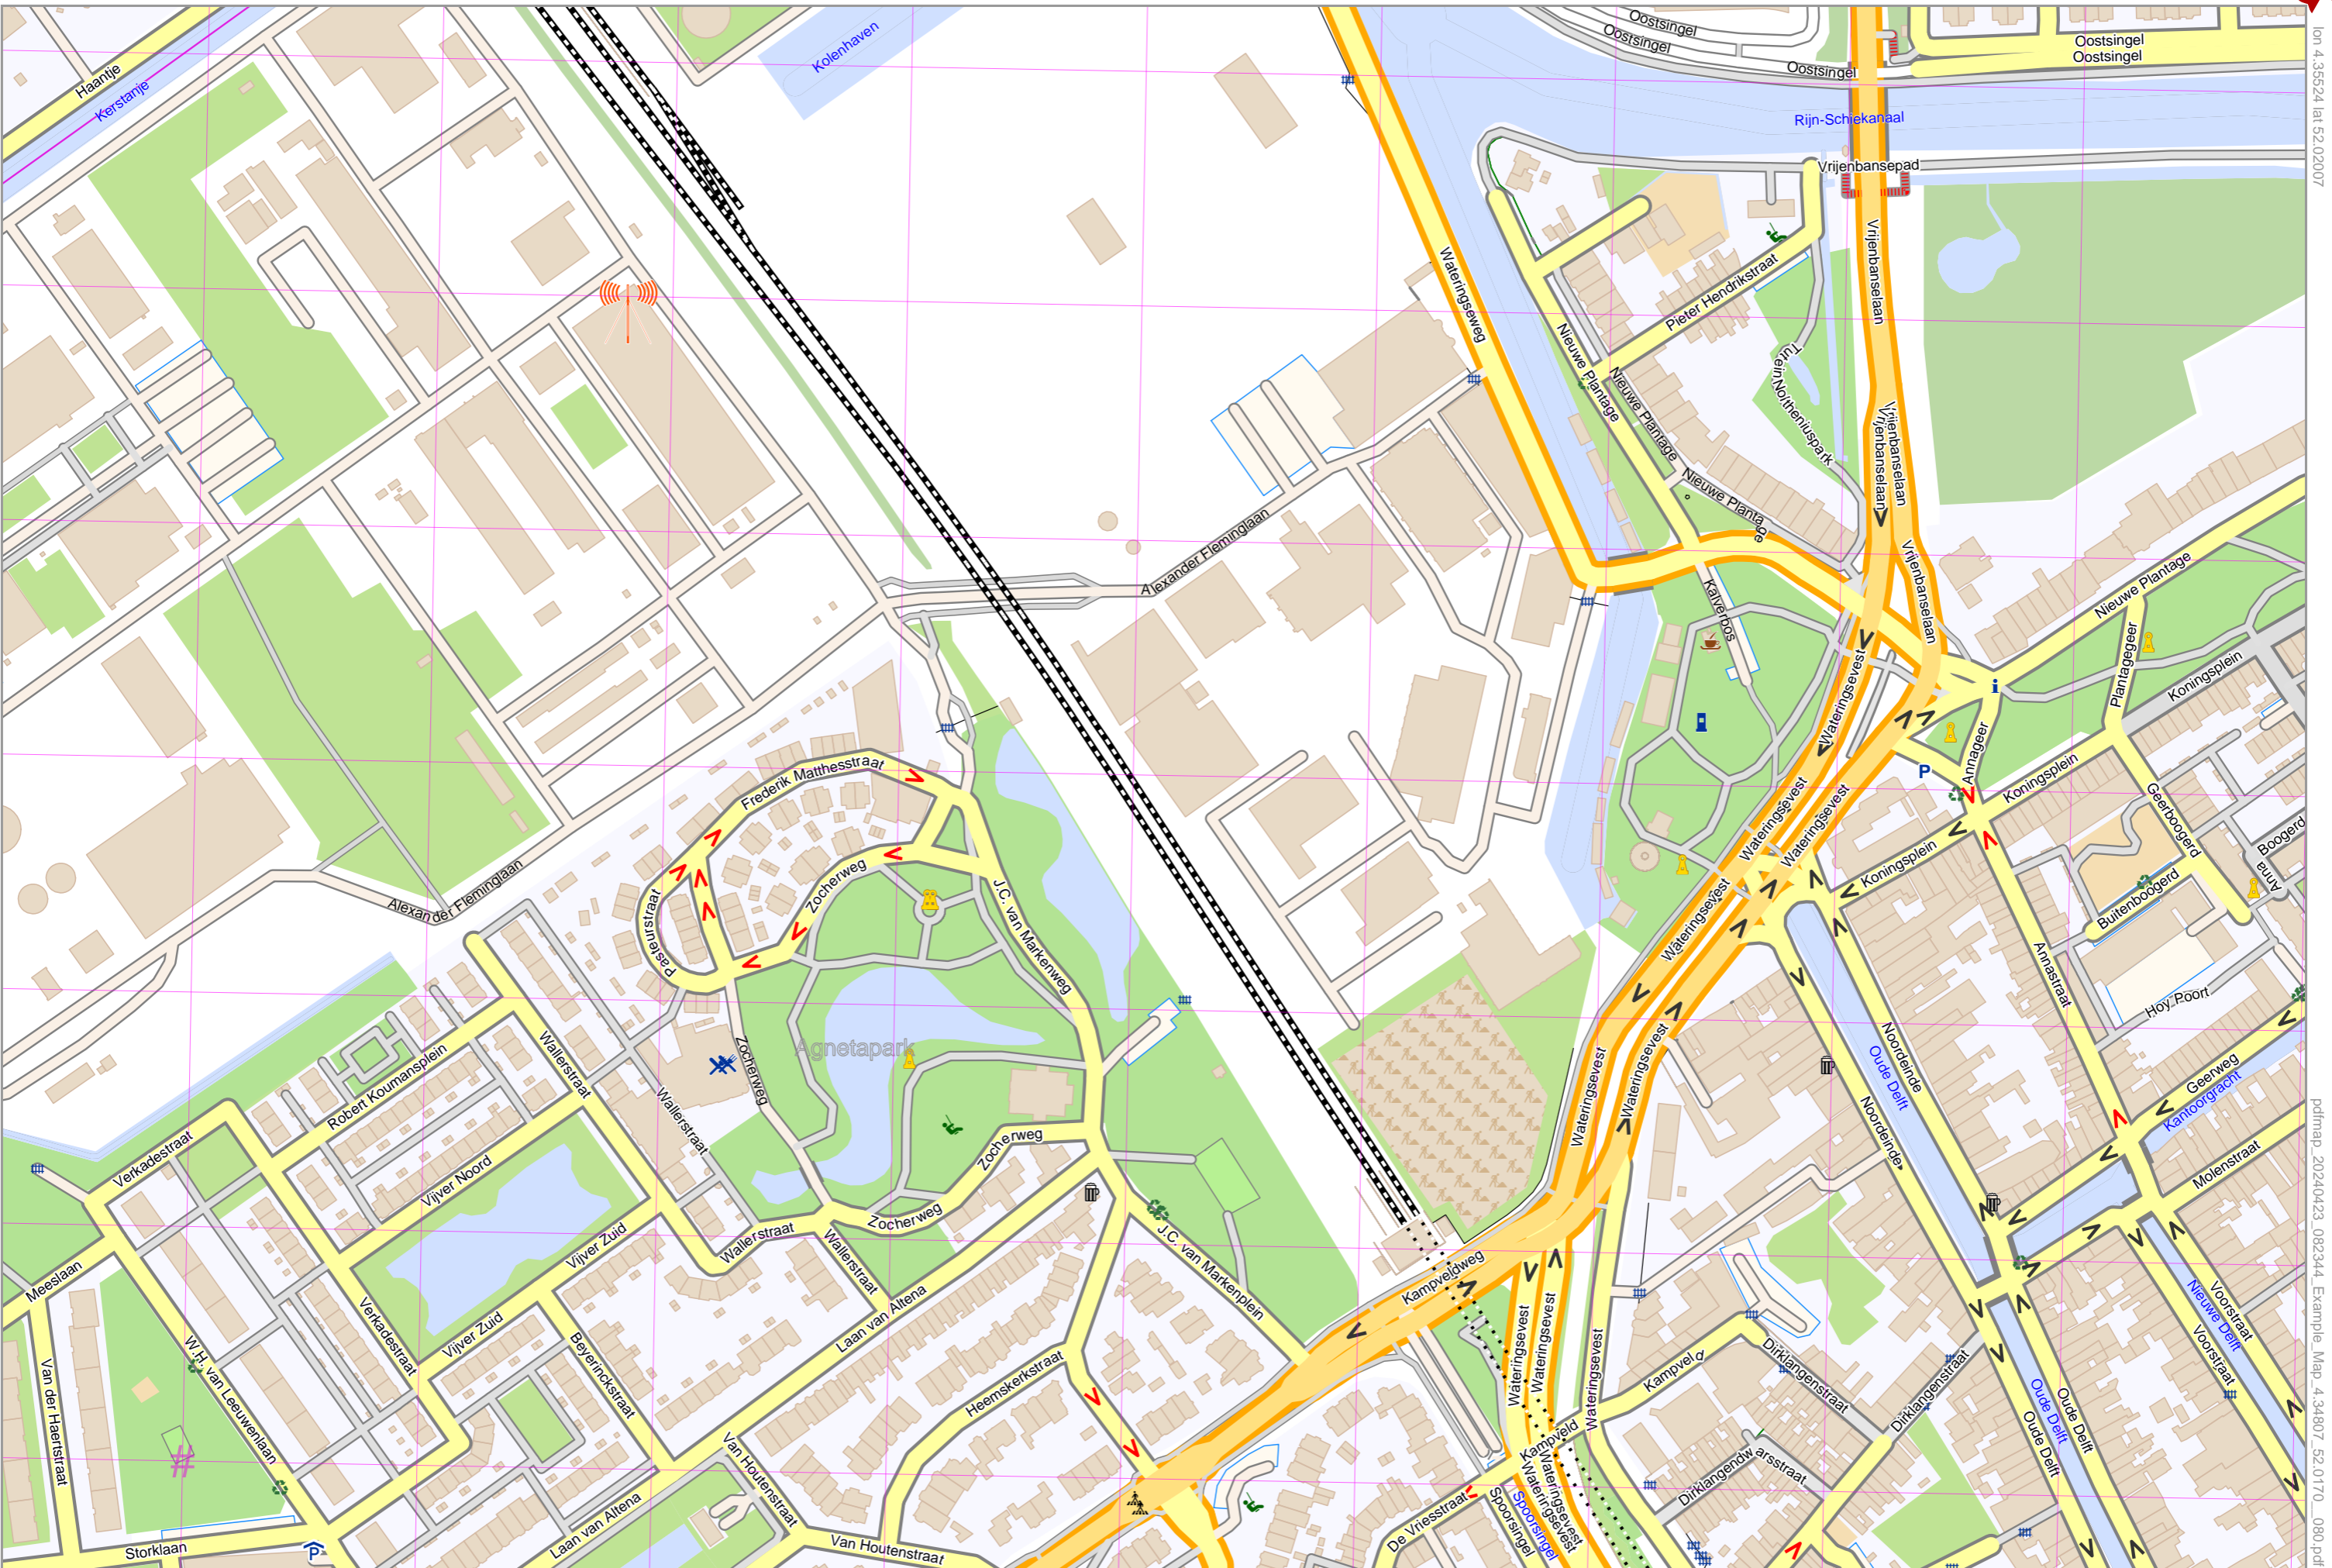 Oostsingel
Oostsingel
Oostsingel
Oostsingel
Oostsingel
Haantje
Kerstanje
Kolenhaven
Rijn-Schiekanaal
Vrijenbansepad
lon 4.35524 lat 52.02007
Wateringseweg
Vrijenbanselaan
Pieter Hendrikstraat
Nieuwe Plantage
Nieuwe Plantage
Tutein Noltheniuspark
Vrijenbanselaan
Vrijenbanselaan
Nieuwe Plantage
Alexander Fleminglaan
Vrijenbanselaan
Nieuwe Plantage
Kalverbos
Plantagegeer
Koningsplein
Wateringsevest
i
Annageer
P
Koningsplein
Frederik Matthesstraat
Wateringsevest
Wateringsevest
Geerboogerd
Boogerd
Anna
Koningsplein
Buitenboogerd
Alexander Fleminglaan
Zocherweg
Pasteurstraat
J.C. van Markenweg
Wateringsevest
Annastraat
Hoy Poort
Robert Koumansplein
Wallerstraat
Zocherweg
Agnetapark
Wallerstraat
Wateringsevest
Wateringsevest
Noordeinde
Oude Delft
Noordeinde
Geerweg
Kantoorgracht
Molenstraat
Verkadestraat
Vijver Noord
Zocherweg
Zocherweg
Wallerstraat
Wallerstraat
Vijver Zuid
J.C. van Markenplein
Kampveldweg
Meeslaan
Verkadestraat
Vijver Zuid
Laan van Altena
Wateringsevest
Wateringsevest
Wateringsevest
Voorstraat
Nieuwe Delft
Voorstraat
Van der Haertstraat
W.H. van Leeuwenlaan
Beyerinckstraat
Heemskerkstraat
Kampveld
Dirklangenstraat
Dirklangenstraat
Oude Delft
Oude Delft
Oude Delft
Kampveld
Van Houtenstraat
Dirklangendwarsstraat
Wateringsevest
Wateringsevest
De Vriesstraat
Spoorsingel
Spoorsingel
Laan van Altena
Storklaan
P
Van Houtenstraat
pdfmap_20240423_082344_Example_Map_4.34807_52.0170__080.pdf